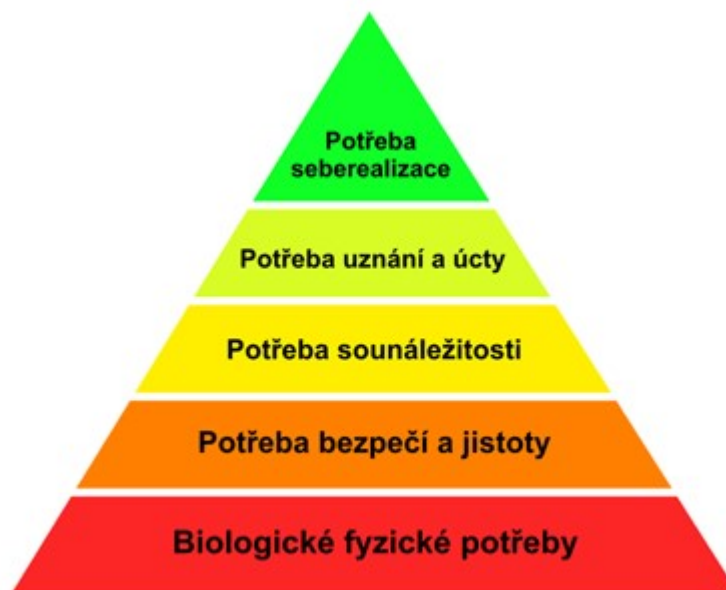 Potřeba
seberealizace
Potřeba uznání a úcty
Potřeba sounáležitosti
Potřeba bezpečí a jistoty
Biologické fyzické potřeby